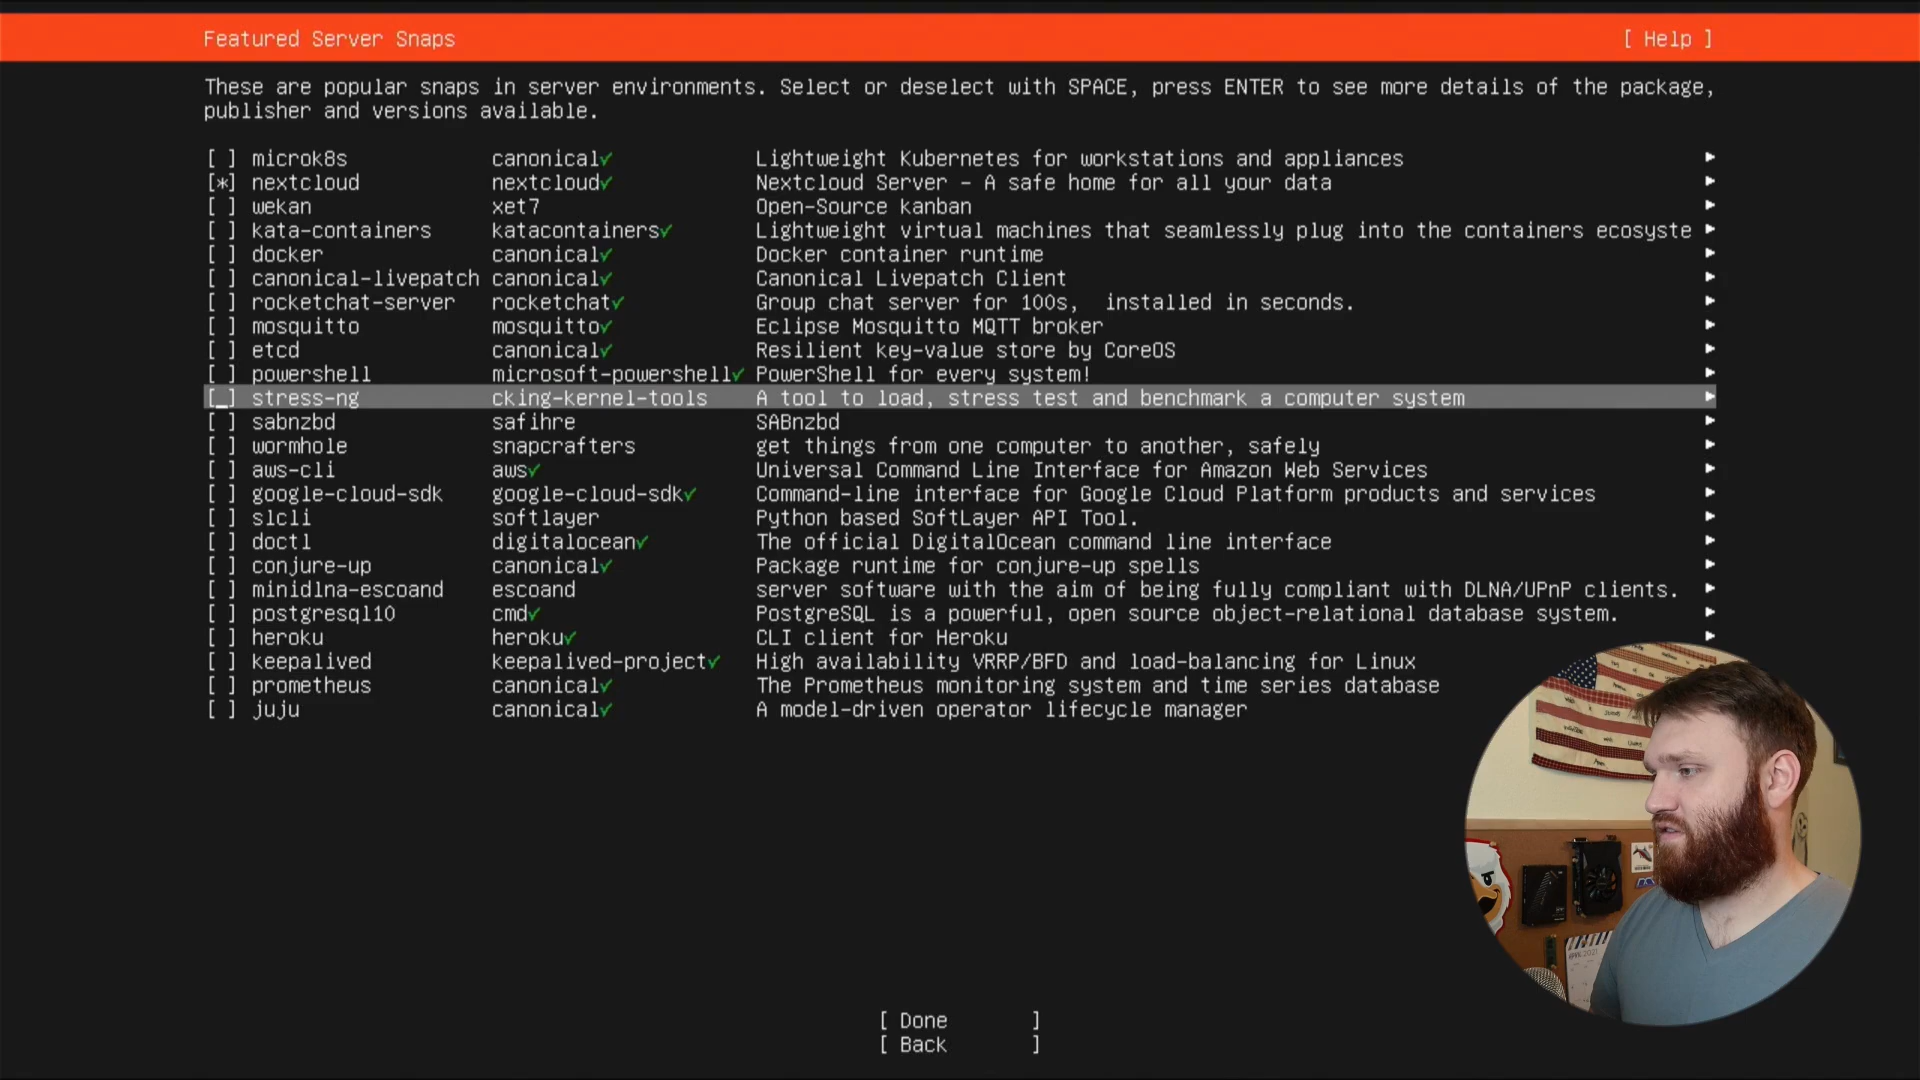 Featured Server Snaps [ Help ]
These are popular snaps in server environments. Select or deselect with SPACE, press ENTER to see more details of the package,
publisher and versions available.
[ ] microk8s canonical✓ Lightweight Kubernetes for workstations and appliances ▸
[*] nextcloud nextcloud✓ Nextcloud Server - A safe home for all your data ▸
[ ] wekan xet7 Open-Source kanban ▸
[ ] kata-containers katacontainers✓ Lightweight virtual machines that seamlessly plug into the containers ecosyste ▸
[ ] docker canonical✓ Docker container runtime ▸
[ ] canonical-livepatch canonical✓ Canonical Livepatch Client ▸
[ ] rocketchat-server rocketchat✓ Group chat server for 100s, installed in seconds. ▸
[ ] mosquitto mosquitto✓ Eclipse Mosquitto MQTT broker ▸
[ ] etcd canonical✓ Resilient key-value store by CoreOS ▸
[ ] powershell microsoft-powershell✓ PowerShell for every system! ▸
[_] stress-ng cking-kernel-tools A tool to load, stress test and benchmark a computer system ▸
[ ] sabnzbd safihre SABnzbd ▸
[ ] wormhole snapcrafters get things from one computer to another, safely ▸
[ ] aws-cli aws✓ Universal Command Line Interface for Amazon Web Services ▸
[ ] google-cloud-sdk google-cloud-sdk✓ Command-line interface for Google Cloud Platform products and services ▸
[ ] slcli softlayer Python based SoftLayer API Tool. ▸
[ ] doctl digitalocean✓ The official DigitalOcean command line interface ▸
[ ] conjure-up canonical✓ Package runtime for conjure-up spells ▸
[ ] minidlna-escoand escoand server software with the aim of being fully compliant with DLNA/UPnP clients. ▸
[ ] postgresql10 cmd✓ PostgreSQL is a powerful, open source object-relational database system. ▸
[ ] heroku heroku✓ CLI client for Heroku ▸
[ ] keepalived keepalived-project✓ High availability VRRP/BFD and load-balancing for Linux
[ ] prometheus canonical✓ The Prometheus monitoring system and time series database
[ ] juju canonical✓ A model-driven operator lifecycle manager
[ Done ]
[ Back ]